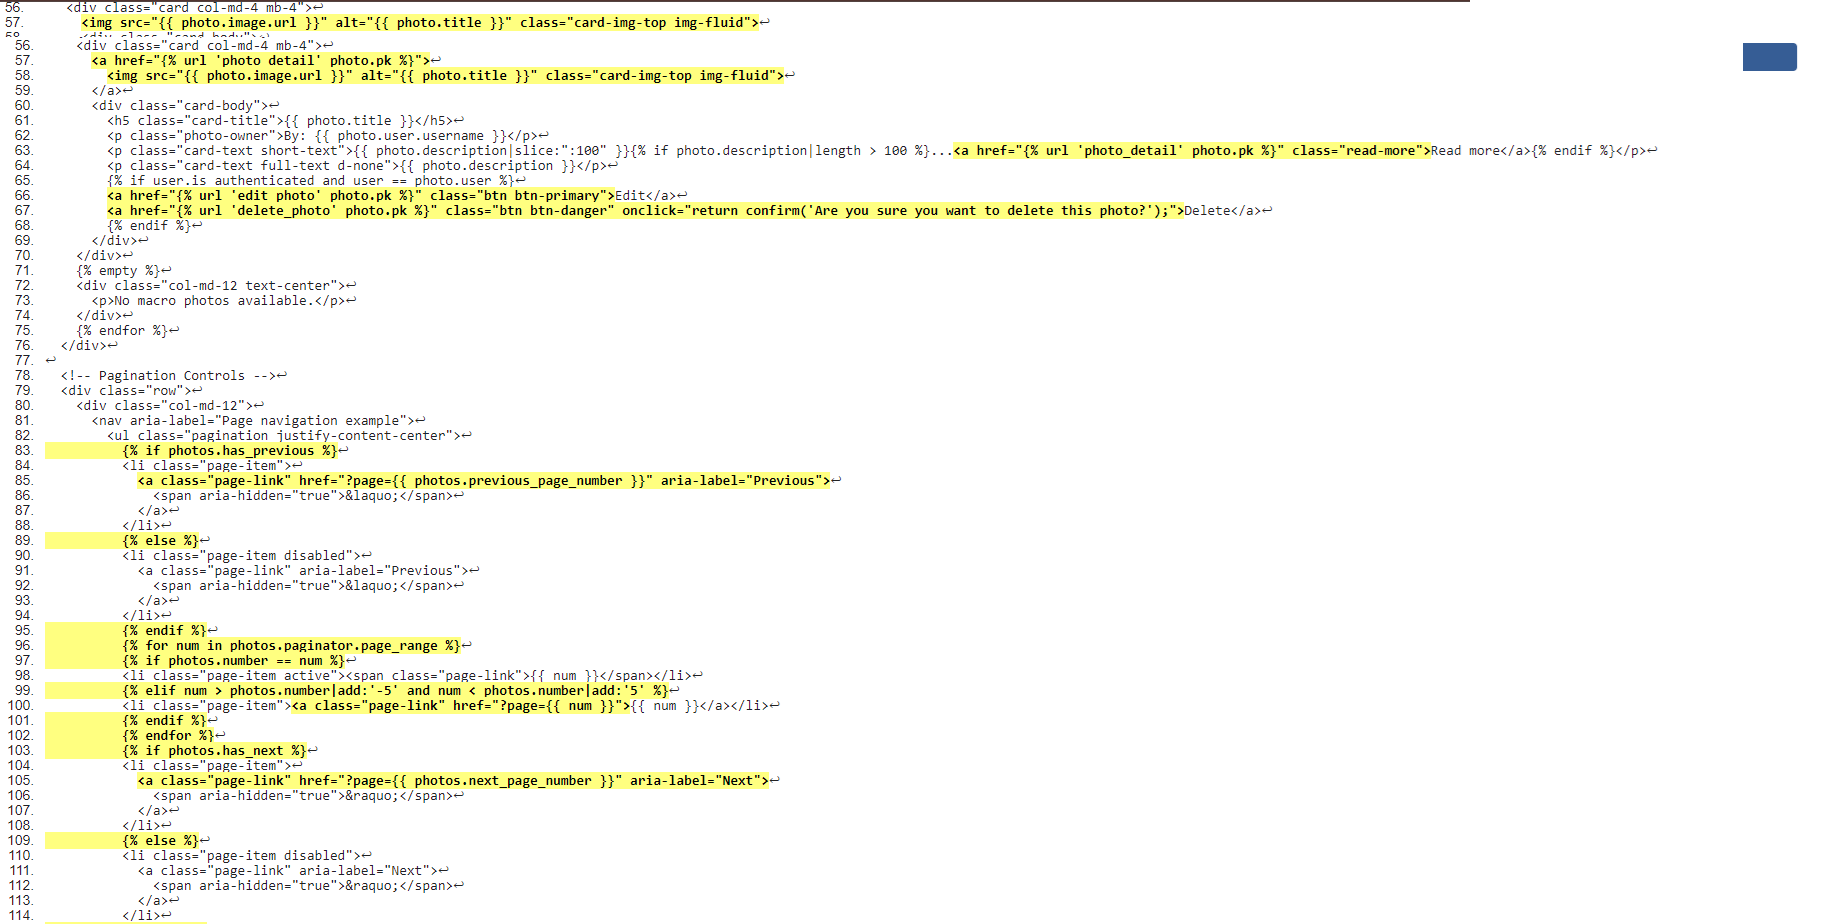 56. <div class="card col-md-4 mb-4">↩
57. <img src="{{ photo.image.url }}" alt="{{ photo.title }}" class="card-img-top img-fluid">↩
58. <div class="card-body">↩
56. <div class="card col-md-4 mb-4">↩
57. <a href="{% url 'photo_detail' photo.pk %}">↩
58. <img src="{{ photo.image.url }}" alt="{{ photo.title }}" class="card-img-top img-fluid">↩
59. </a>↩
60. <div class="card-body">↩
61. <h5 class="card-title">{{ photo.title }}</h5>↩
62. <p class="photo-owner">By: {{ photo.user.username }}</p>↩
63. <p class="card-text short-text">{{ photo.description|slice:":100" }}{% if photo.description|length > 100 %}...<a href="{% url 'photo_detail' photo.pk %}" class="read-more">Read more</a>{% endif %}</p>↩
64. <p class="card-text full-text d-none">{{ photo.description }}</p>↩
65. {% if user.is_authenticated and user == photo.user %}↩
66. <a href="{% url 'edit_photo' photo.pk %}" class="btn btn-primary">Edit</a>↩
67. <a href="{% url 'delete_photo' photo.pk %}" class="btn btn-danger" onclick="return confirm('Are you sure you want to delete this photo?');">Delete</a>↩
68. {% endif %}↩
69. </div>↩
70. </div>↩
71. {% empty %}↩
72. <div class="col-md-12 text-center">↩
73. <p>No macro photos available.</p>↩
74. </div>↩
75. {% endfor %}↩
76. </div>↩
77. ↩
78. <!-- Pagination Controls -->↩
79. <div class="row">↩
80. <div class="col-md-12">↩
81. <nav aria-label="Page navigation example">↩
82. <ul class="pagination justify-content-center">↩
83. {% if photos.has_previous %}↩
84. <li class="page-item">↩
85. <a class="page-link" href="?page={{ photos.previous_page_number }}" aria-label="Previous">↩
86. <span aria-hidden="true">&laquo;</span>↩
87. </a>↩
88. </li>↩
89. {% else %}↩
90. <li class="page-item disabled">↩
91. <a class="page-link" aria-label="Previous">↩
92. <span aria-hidden="true">&laquo;</span>↩
93. </a>↩
94. </li>↩
95. {% endif %}↩
96. {% for num in photos.paginator.page_range %}↩
97. {% if photos.number == num %}↩
98. <li class="page-item active"><span class="page-link">{{ num }}</span></li>↩
99. {% elif num > photos.number|add:'-5' and num < photos.number|add:'5' %}↩
100. <li class="page-item"><a class="page-link" href="?page={{ num }}">{{ num }}</a></li>↩
101. {% endif %}↩
102. {% endfor %}↩
103. {% if photos.has_next %}↩
104. <li class="page-item">↩
105. <a class="page-link" href="?page={{ photos.next_page_number }}" aria-label="Next">↩
106. <span aria-hidden="true">&raquo;</span>↩
107. </a>↩
108. </li>↩
109. {% else %}↩
110. <li class="page-item disabled">↩
111. <a class="page-link" aria-label="Next">↩
112. <span aria-hidden="true">&raquo;</span>↩
113. </a>↩
114. </li>↩